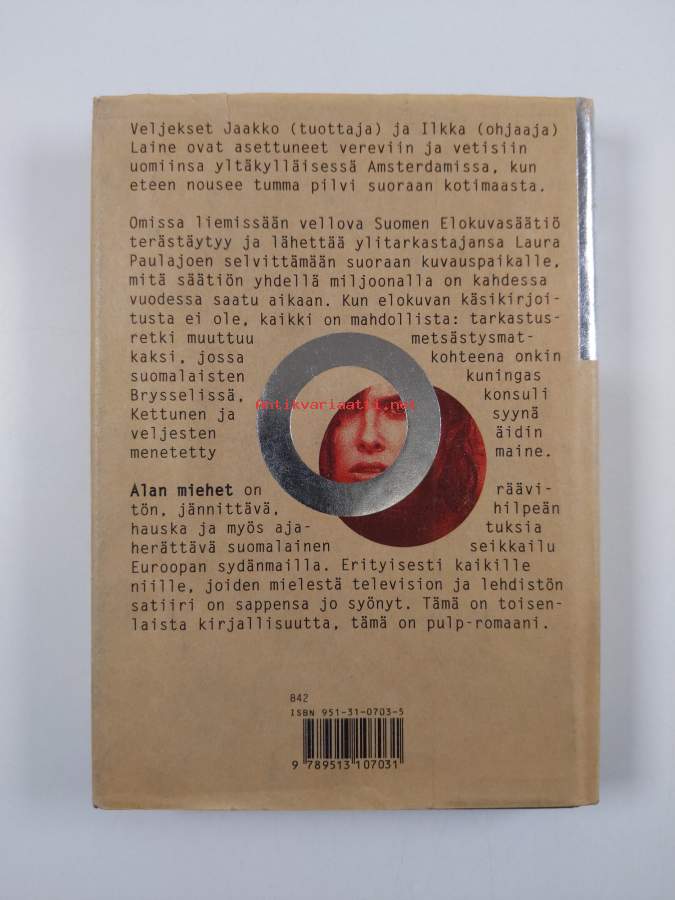 Veljekset Jaakko (tuottaja) ja Ilkka (ohjaaja)
Laine ovat asettuneet vereviin ja vetisiin
uomiinsa yltäkylläisessä Amsterdamissa, kun
eteen nousee tumma pilvi suoraan kotimaasta.
Omissa liemissään vellova Suomen Elokuvasäätiö
terästäytyy ja lähettää ylitarkastajansa Laura
Paulajoen selvittämään suoraan kuvauspaikalle,
mitä säätiön yhdellä miljoonalla on kahdessa
vuodessa saatu aikaan. Kun elokuvan käsikirjoi-
tusta ei ole, kaikki on mahdollista: tarkastus-
retki muuttuu metsästysmat-
kaksi, jossa kohteena onkin
suomalaisten kuningas
Brysselissä, konsuli
Kettunen ja syynä
veljesten äidin
menetetty maine.
Antikvariaatti.net
Alan miehet on räävi-
tön, jännittävä, hilpeän
hauska ja myös aja- tuksia
herättävä suomalainen seikkailu
Euroopan sydänmailla. Erityisesti kaikille
niille, joiden mielestä television ja lehdistön
satiiri on sappensa jo syönyt. Tämä on toisen-
laista kirjallisuutta, tämä on pulp-romaani.
842
ISBN 951-31-0703-5
9 789513 107031